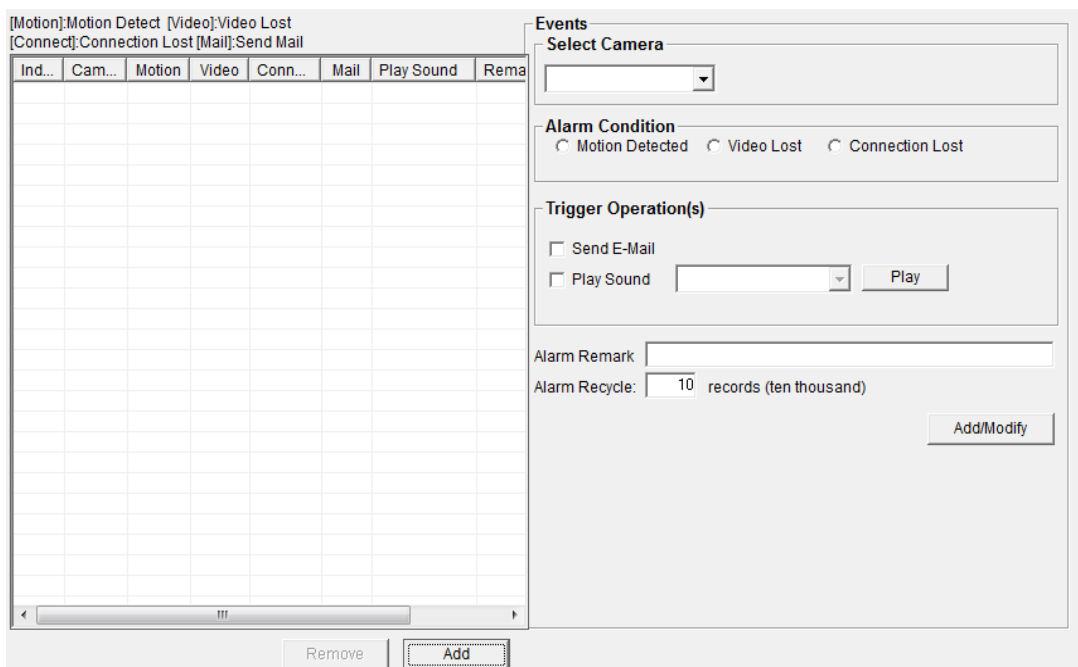 [Motion]:Motion Detect [Video]:Video Lost
[Connect]:Connection Lost [Mail]:Send Mail
Ind... Cam... Motion Video Conn... Mail Play Sound Rema
Remove Add
Events
Select Camera
Alarm Condition
Motion Detected Video Lost Connection Lost
Trigger Operation(s)
Send E-Mail
Play Sound Play
Alarm Remark
Alarm Recycle: 10 records (ten thousand)
Add/Modify